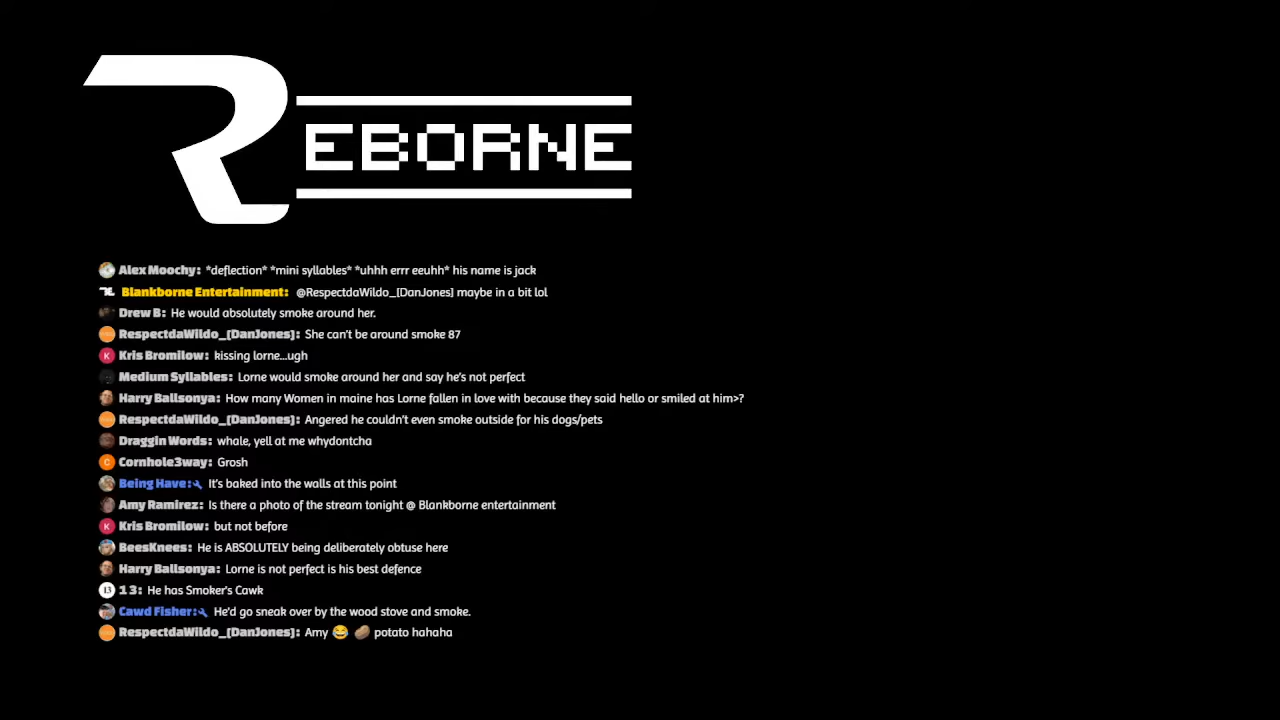 REBORNE
Alex Moochy: *deflection* *mini syllables* *uhhh errr eeuhh* his name is jack
Blankborne Entertainment: @RespectdaWildo_[DanJones] maybe in a bit lol
Drew B: He would absolutely smoke around her.
RespectdaWildo_[DanJones]: She can't be around smoke 87
K Kris Bromilow: kissing lorne...ugh
Medium Syllables: Lorne would smoke around her and say he's not perfect
Harry Ballsonya: How many Women in maine has Lorne fallen in love with because they said hello or smiled at him>?
RespectdaWildo_[DanJones]: Angered he couldn't even smoke outside for his dogs/pets
Draggin Words: whale, yell at me whydontcha
C Cornhole3way: Grosh
Being Have: It's baked into the walls at this point
Amy Ramirez: Is there a photo of the stream tonight @ Blankborne entertainment
K Kris Bromilow: but not before
BeesKnees: He is ABSOLUTELY being deliberately obtuse here
Harry Ballsonya: Lorne is not perfect is his best defence
13 1 3: He has Smoker's Cawk
Cawd Fisher: He'd go sneak over by the wood stove and smoke.
RespectdaWildo_[DanJones]: Amy 😂 🥔 potato hahaha